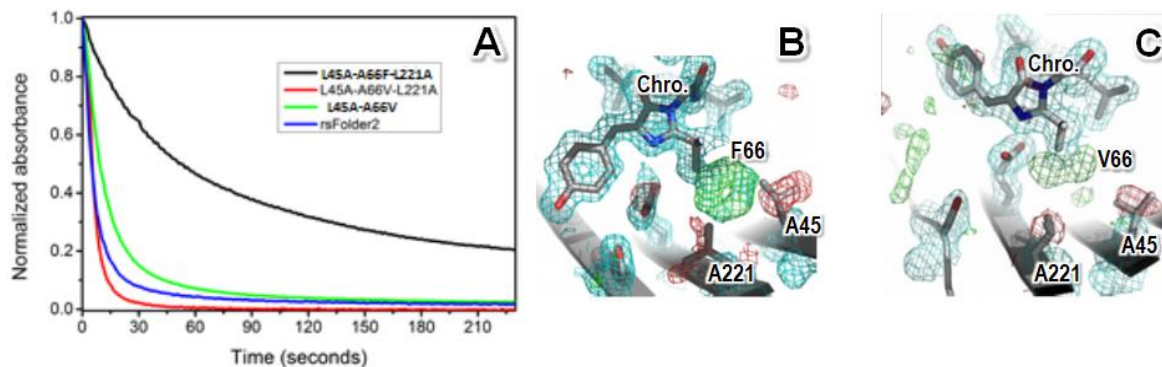 A
Normalized absorbance
1.0
0.8
0.6
0.4
0.2
0.0
L45A-A66F-L221A
L45A-A66V-L221A
L45A-A66V
rsFolder2
0 30 60 90 120 150 180 210
Time (seconds)
B
Chro.
F66
A45
A221
C
Chro.
V66
A45
A221